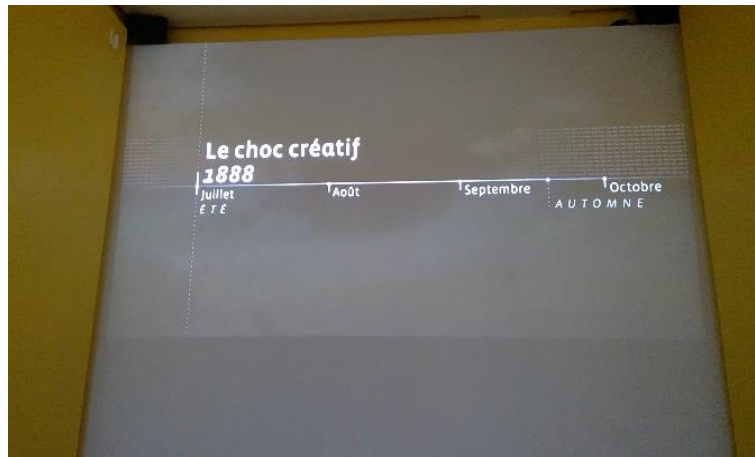 Le choc créatif
1888
Juillet Août Septembre Octobre
ÉTÉ AUTOMNE